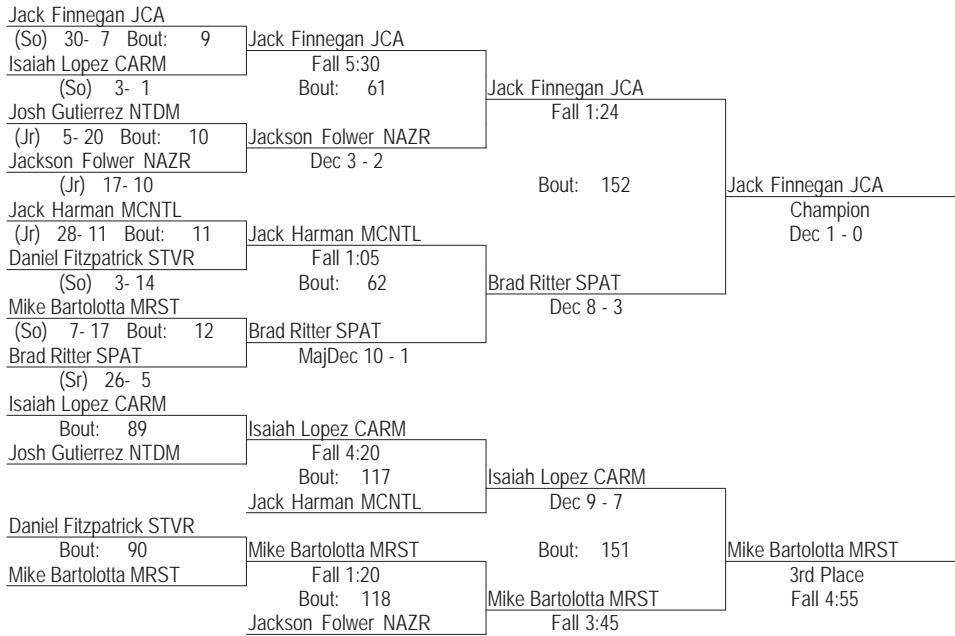 Jack Finnegan JCA
(So) 30- 7 Bout: 9 Jack Finnegan JCA
Isaiah Lopez CARM Fall 5:30
(So) 3- 1 Bout: 61 Jack Finnegan JCA
Josh Gutierrez NTDM Fall 1:24
(Jr) 5- 20 Bout: 10 Jackson Folwer NAZR
Jackson Folwer NAZR Dec 3 - 2
(Jr) 17- 10 Bout: 152 Jack Finnegan JCA
Jack Harman MCNTL Champion
(Jr) 28- 11 Bout: 11 Jack Harman MCNTL Dec 1 - 0
Daniel Fitzpatrick STVR Fall 1:05
(So) 3- 14 Bout: 62 Brad Ritter SPAT
Mike Bartolotta MRST Dec 8 - 3
(So) 7- 17 Bout: 12 Brad Ritter SPAT
Brad Ritter SPAT MajDec 10 - 1
(Sr) 26- 5
Isaiah Lopez CARM
Bout: 89 Isaiah Lopez CARM
Josh Gutierrez NTDM Fall 4:20
Bout: 117 Isaiah Lopez CARM
Jack Harman MCNTL Dec 9 - 7
Daniel Fitzpatrick STVR
Bout: 90 Mike Bartolotta MRST Bout: 151 Mike Bartolotta MRST
Mike Bartolotta MRST Fall 1:20 3rd Place
Bout: 118 Mike Bartolotta MRST Fall 4:55
Jackson Folwer NAZR Fall 3:45